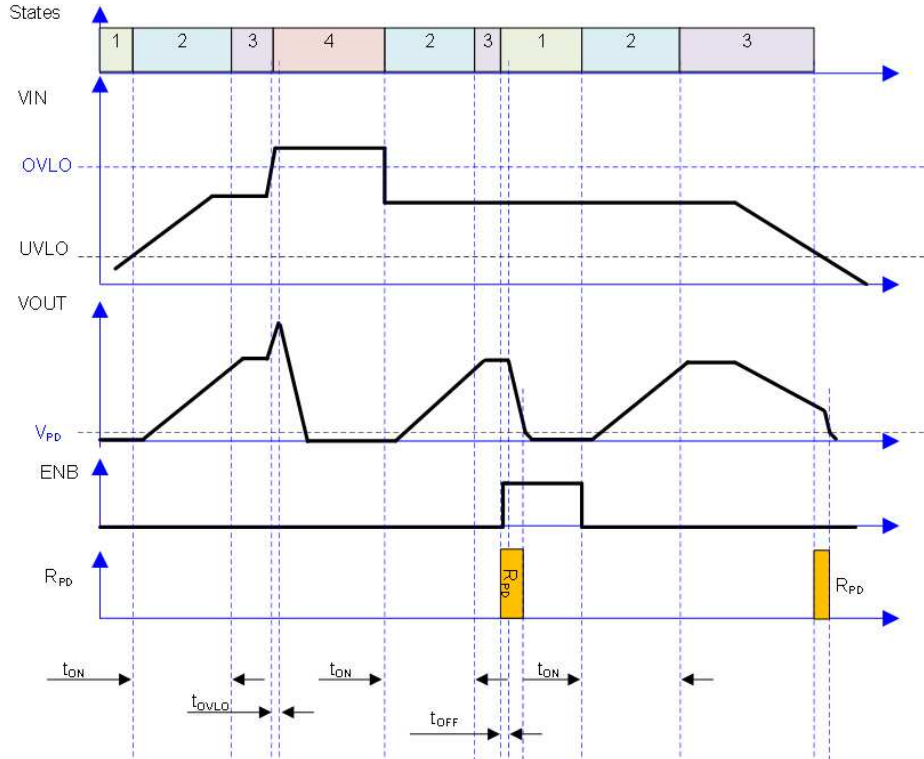 States
1 2 3 4 2 3 1 2 3
VIN
OVLO
UVLO
VOUT
VPD
ENB
RPD
RPD
RPD
tON
tON
tON
tOVLO
tOFF